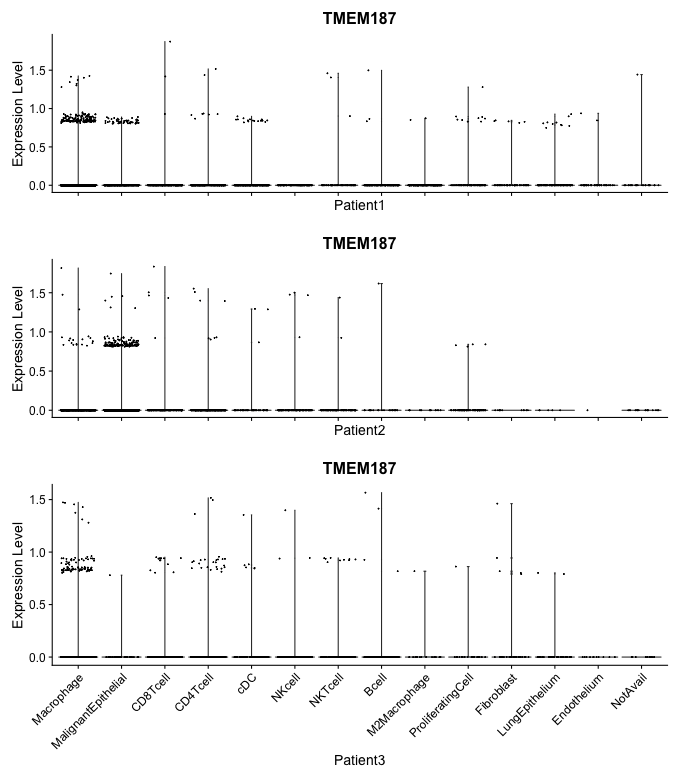 TMEM187
Expression Level
1.5
1.0
0.5
0.0
Patient1
TMEM187
Expression Level
1.5
1.0
0.5
0.0
Patient2
TMEM187
Expression Level
1.5
1.0
0.5
0.0
Macrophage
MalignantEpithelial
CD8Tcell
CD4Tcell
cDC
NKcell
NKTcell
Bcell
M2Macrophage
ProliferatingCell
Fibroblast
LungEpithelium
Endothelium
NotAvail
Patient3